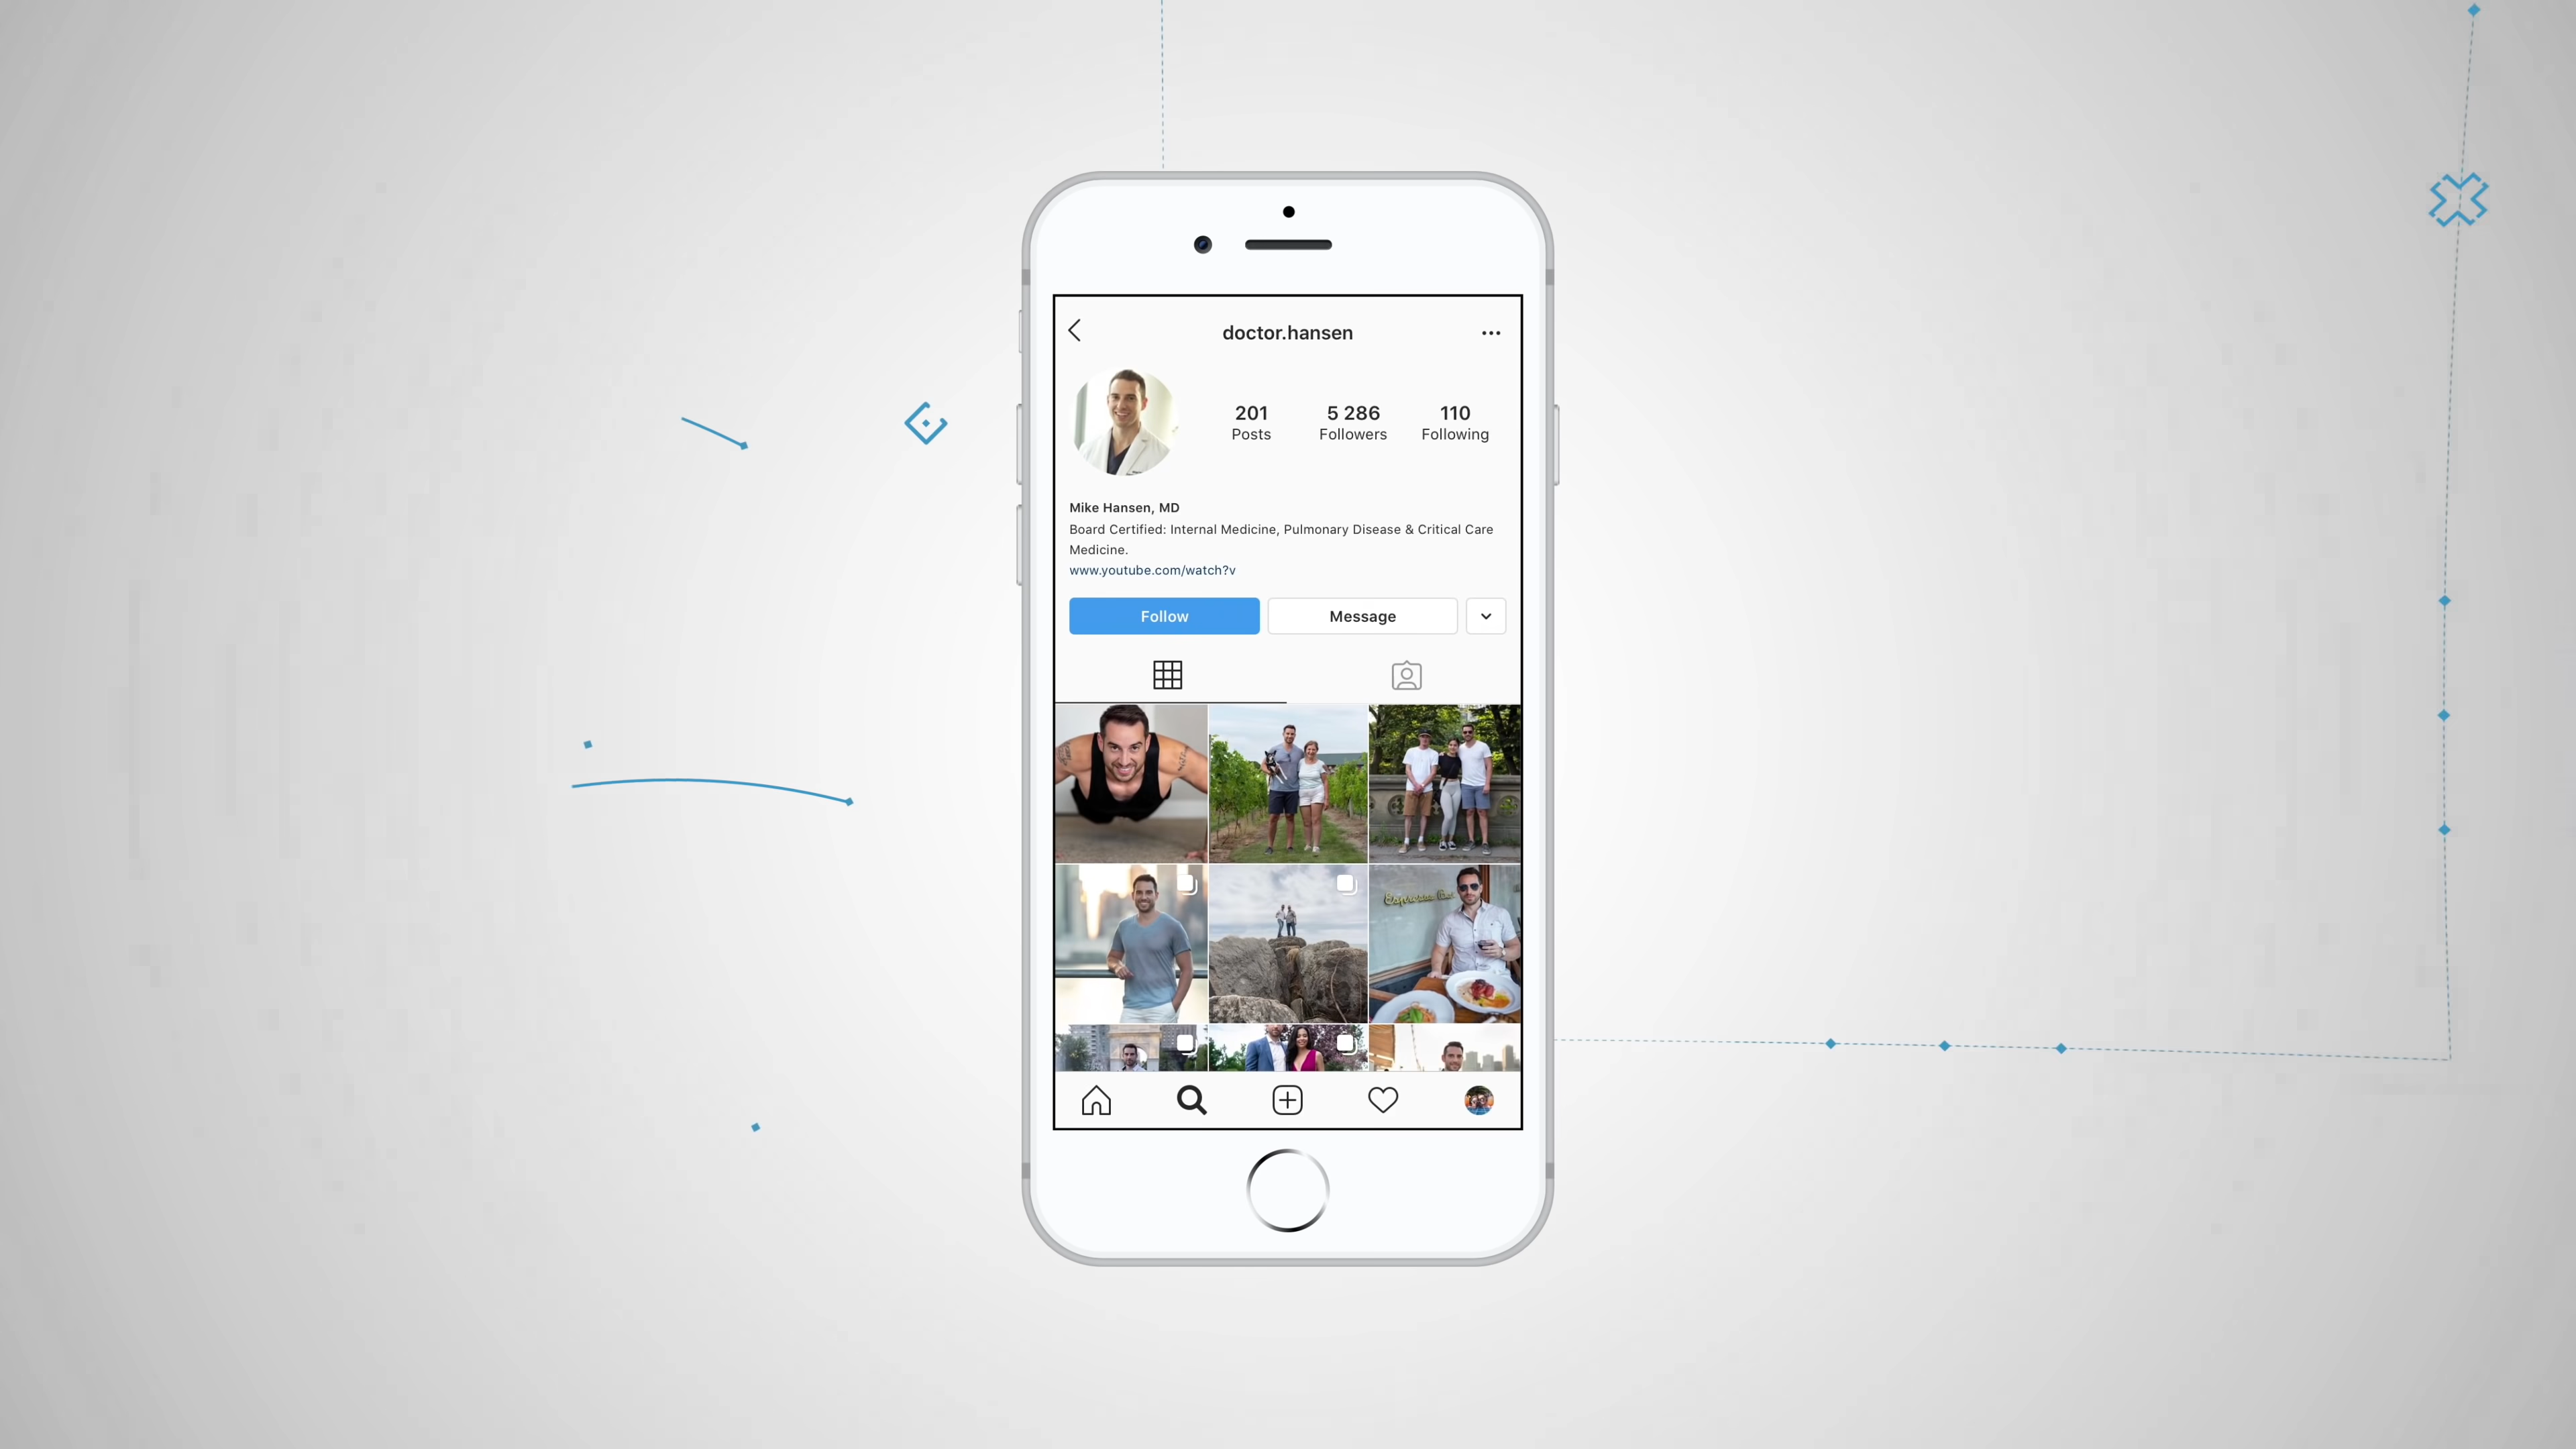 doctor.hansen
201
Posts
5 286
Followers
110
Following
Mike Hansen, MD
Board Certified: Internal Medicine, Pulmonary Disease & Critical Care
Medicine.
www.youtube.com/watch?v
Follow
Message